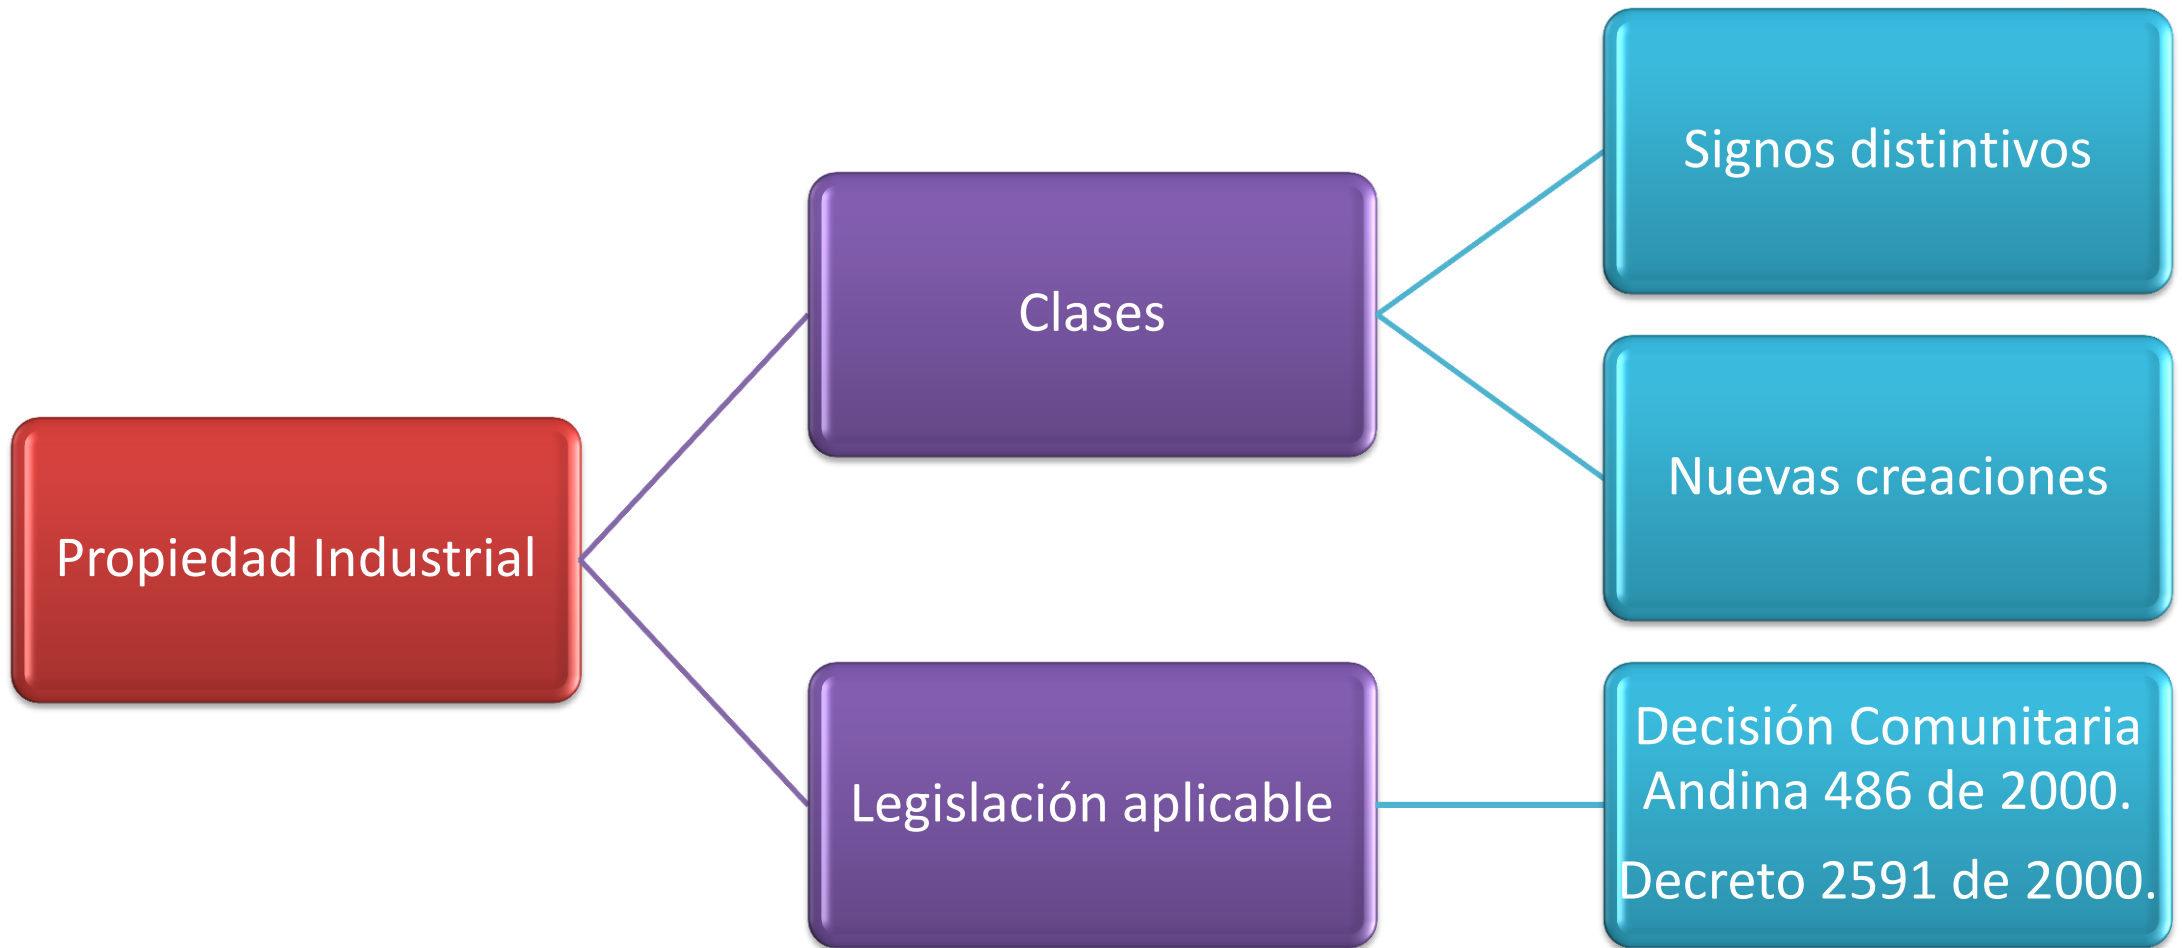 Propiedad Industrial
Clases
Signos distintivos
Nuevas creaciones
Legislación aplicable
Decisión Comunitaria
Andina 486 de 2000.
Decreto 2591 de 2000.